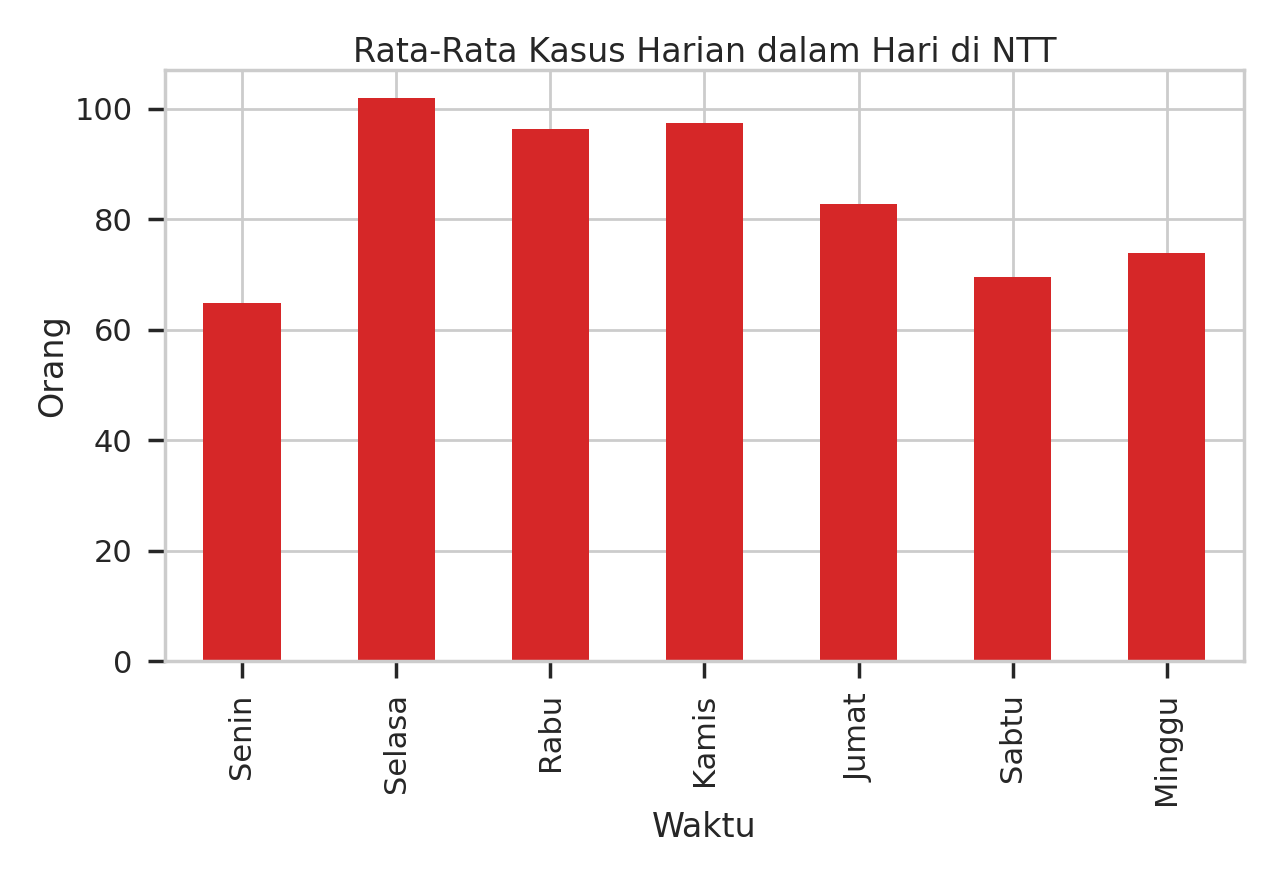 Rata-Rata Kasus Harian dalam Hari di NTT
Orang
100
80
60
40
20
0
Senin
Selasa
Rabu
Kamis
Jumat
Sabtu
Minggu
Waktu